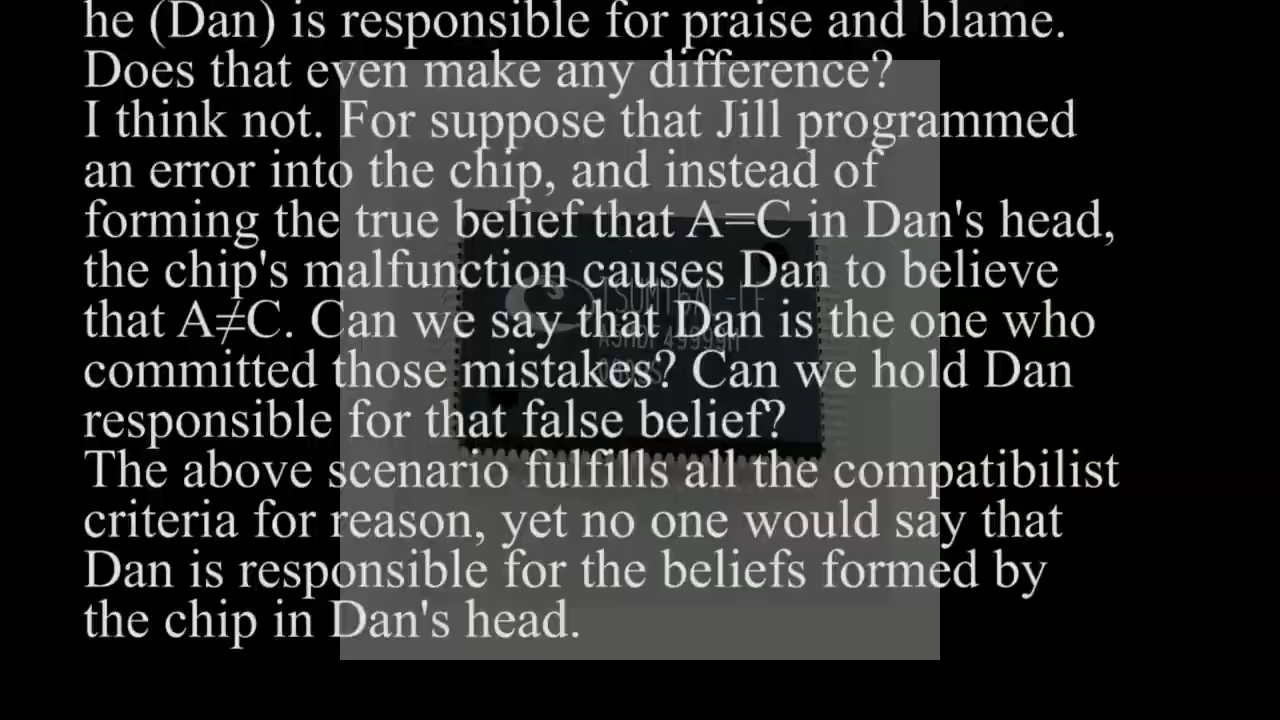 he (Dan) is responsible for praise and blame.
Does that even make any difference?
I think not. For suppose that Jill programmed
an error into the chip, and instead of
forming the true belief that A=C in Dan's head,
the chip's malfunction causes Dan to believe
that A≠C. Can we say that Dan is the one who
committed those mistakes? Can we hold Dan
responsible for that false belief?
The above scenario fulfills all the compatibilist
criteria for reason, yet no one would say that
Dan is responsible for the beliefs formed by
the chip in Dan's head.